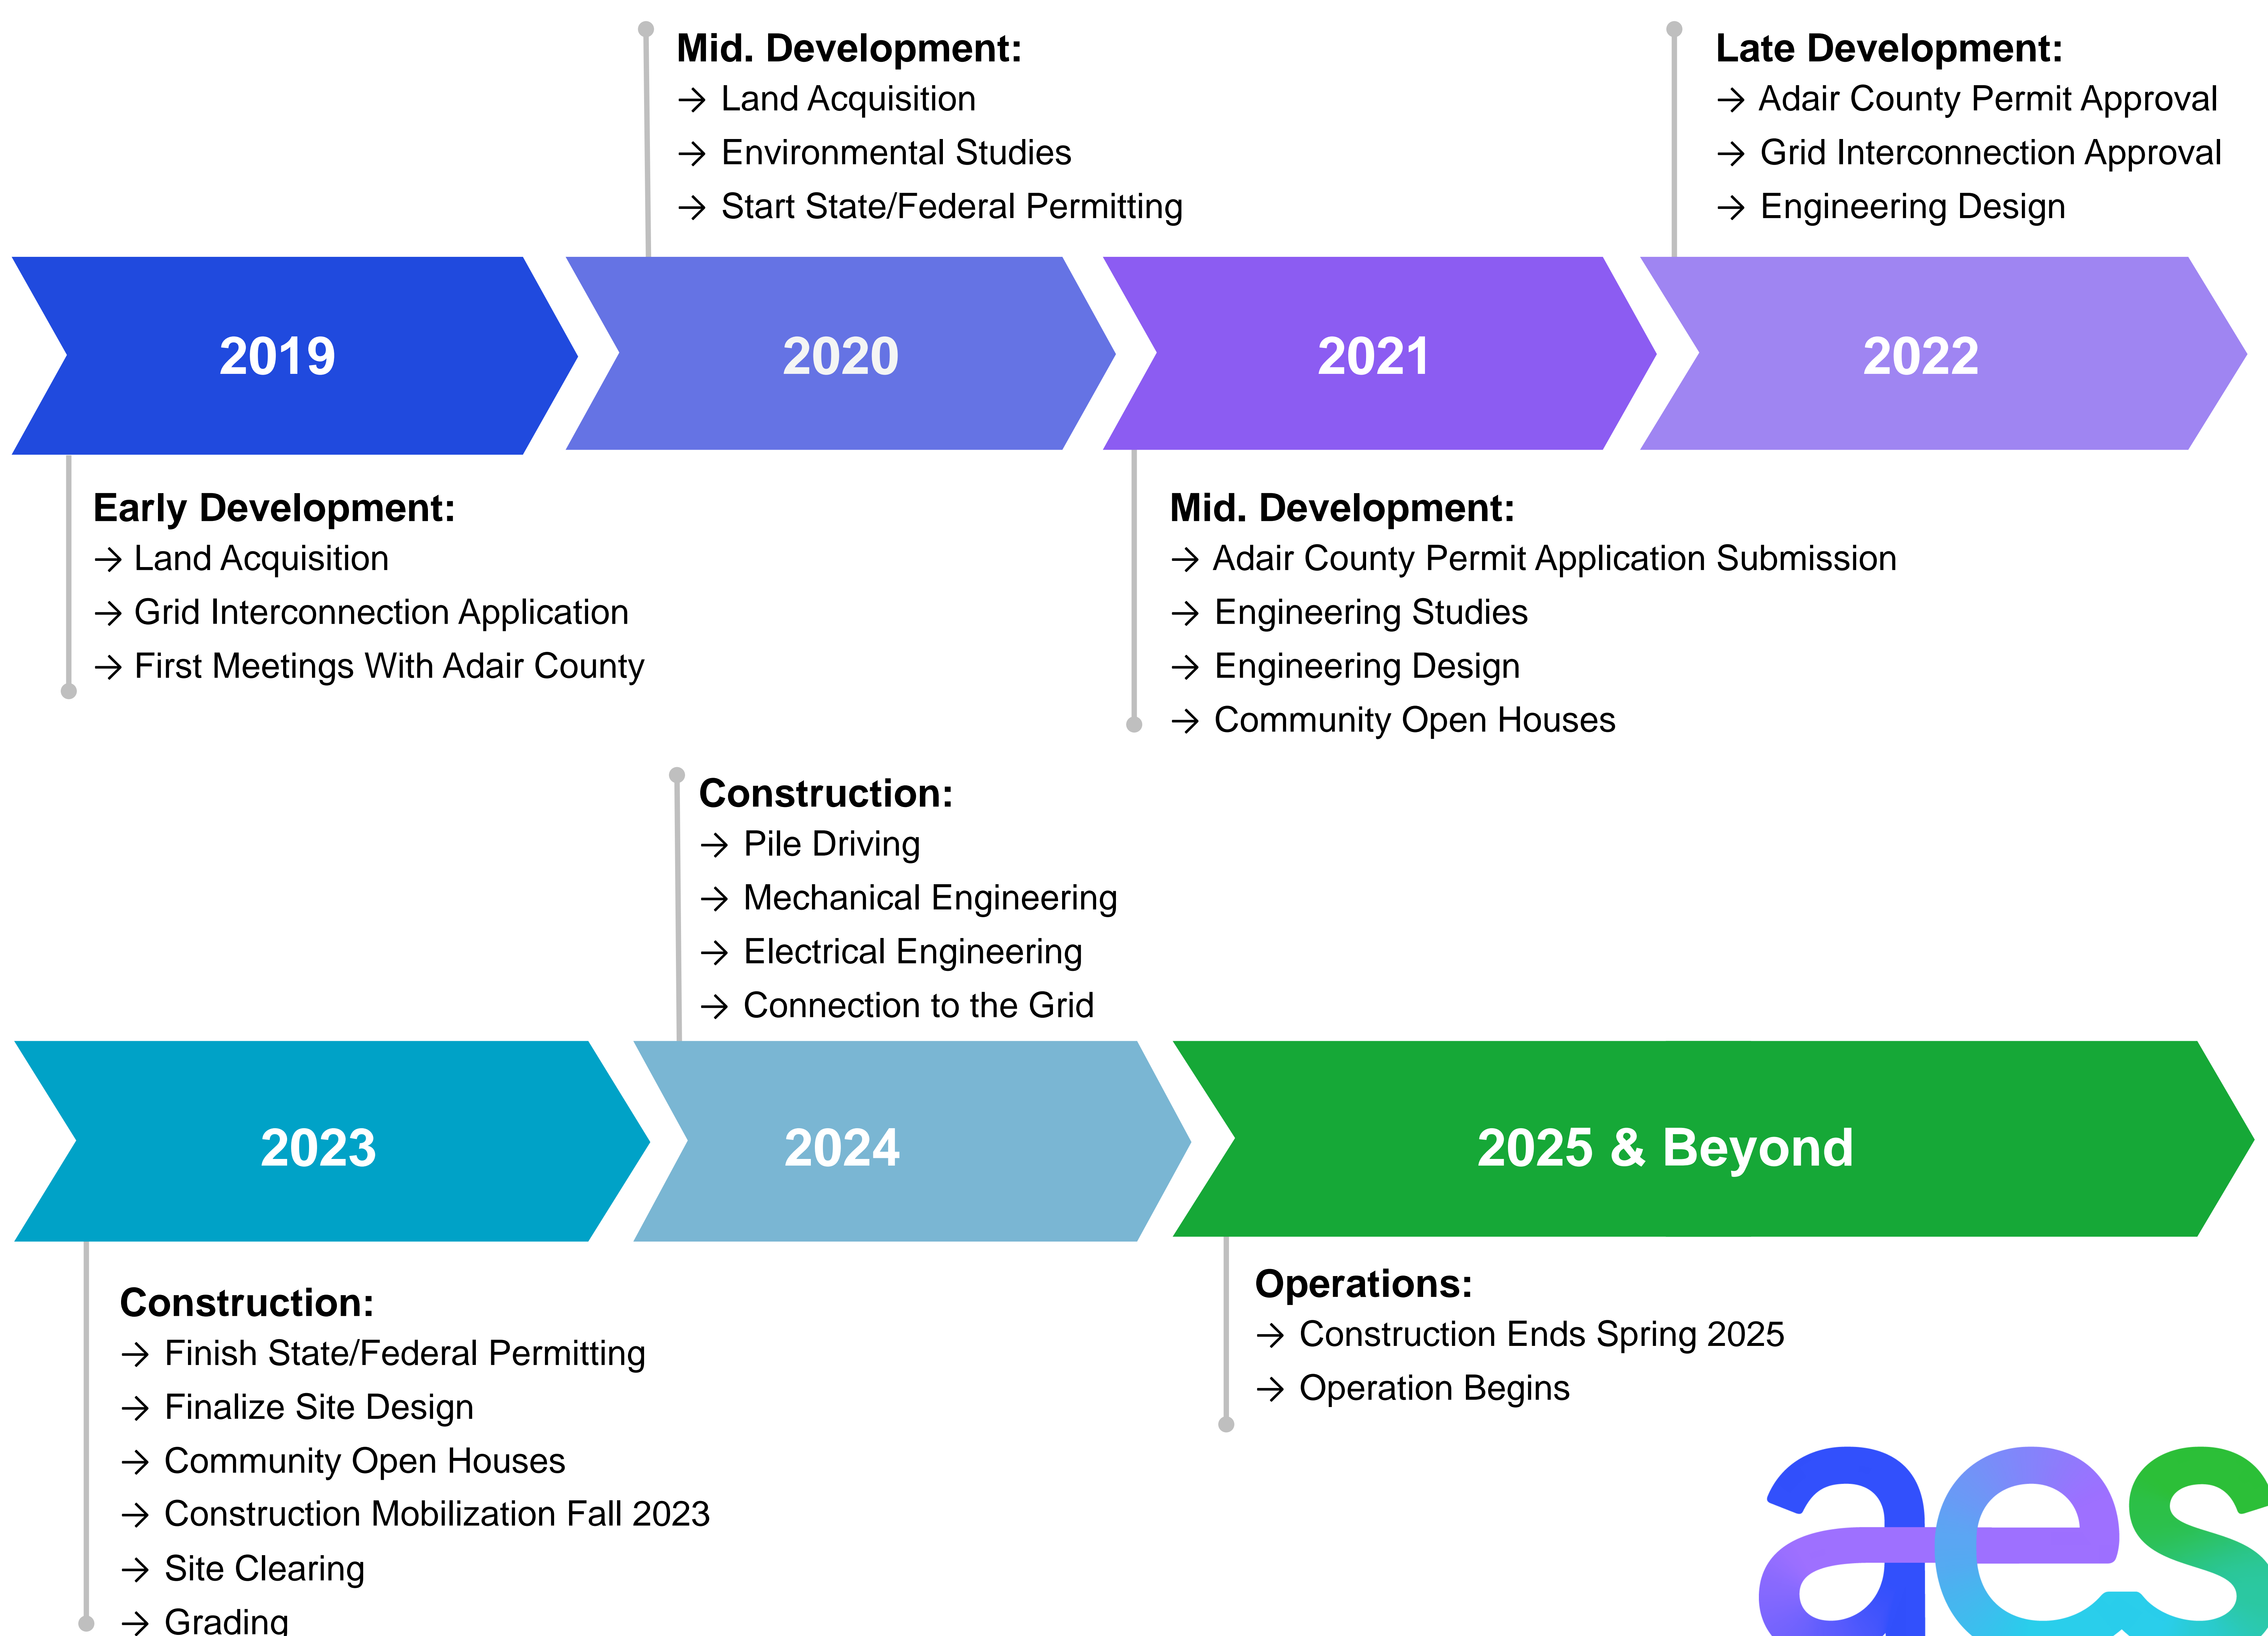 Mid. Development:
→ Land Acquisition
→ Environmental Studies
→ Start State/Federal Permitting
Late Development:
→ Adair County Permit Approval
→ Grid Interconnection Approval
→ Engineering Design
2019
2020
2021
2022
Early Development:
→ Land Acquisition
→ Grid Interconnection Application
→ First Meetings With Adair County
Mid. Development:
→ Adair County Permit Application Submission
→ Engineering Studies
→ Engineering Design
→ Community Open Houses
Construction:
→ Pile Driving
→ Mechanical Engineering
→ Electrical Engineering
→ Connection to the Grid
2023
2024
2025 & Beyond
Construction:
→ Finish State/Federal Permitting
→ Finalize Site Design
→ Community Open Houses
→ Construction Mobilization Fall 2023
→ Site Clearing
→ Grading
Operations:
→ Construction Ends Spring 2025
→ Operation Begins
aes